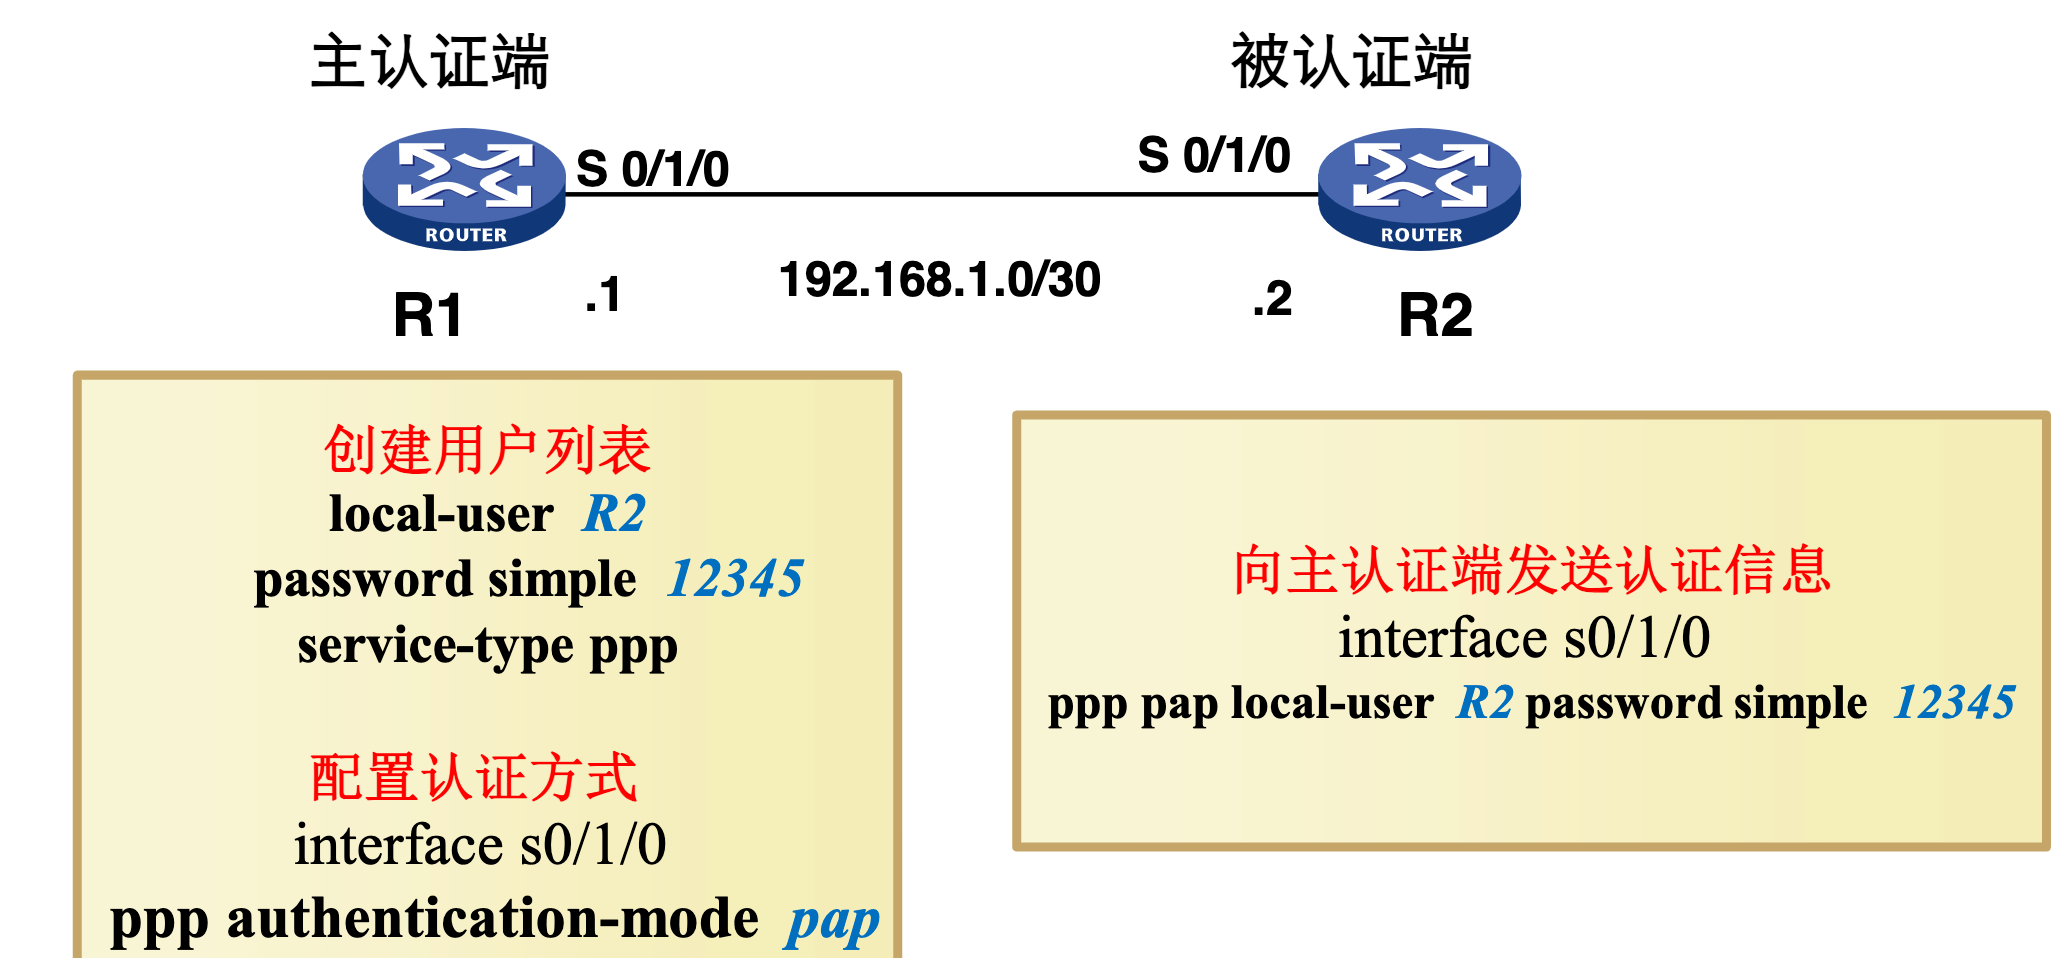 主认证端
被认证端
S 0/1/0
S 0/1/0
ROUTER
ROUTER
R1
.1
192.168.1.0/30
.2
R2
创建用户列表
local-user R2
password simple 12345
service-type ppp
配置认证方式
interface s0/1/0
ppp authentication-mode pap
向主认证端发送认证信息
interface s0/1/0
ppp pap local-user R2 password simple 12345